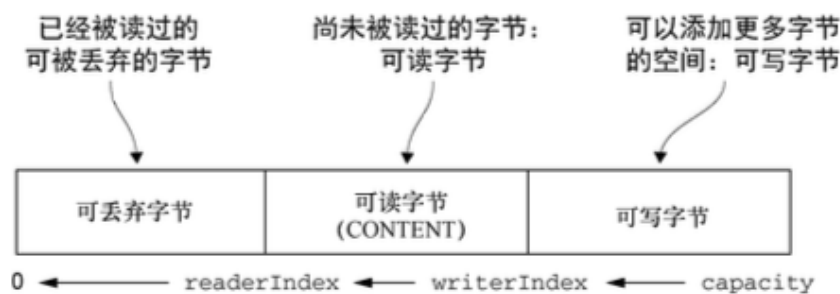 已经被读过的
可被丢弃的字节
尚未被读过的字节：
可读字节
可以添加更多字节
的空间：可写字节
可丢弃字节
可读字节
(CONTENT)
可写字节
0 readerIndex writerIndex capacity